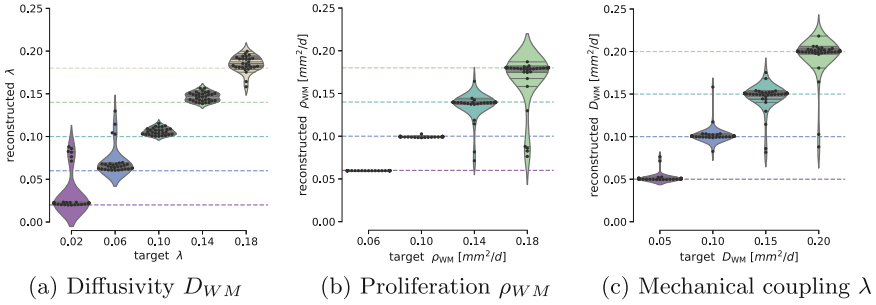 0.25
0.20
0.15
0.10
0.05
0.00
reconstructed λ
0.02 0.06 0.10 0.14 0.18
target λ
(a) Diffusivity D_WM
0.25
0.20
0.15
0.10
0.05
0.00
reconstructed ρ_WM [mm²/d]
0.06 0.10 0.14 0.18
target ρ_WM [mm²/d]
(b) Proliferation ρ_WM
0.20
0.15
0.10
0.05
0.00
reconstructed D_WM [mm²/d]
0.05 0.10 0.15 0.20
target D_WM [mm²/d]
(c) Mechanical coupling λ